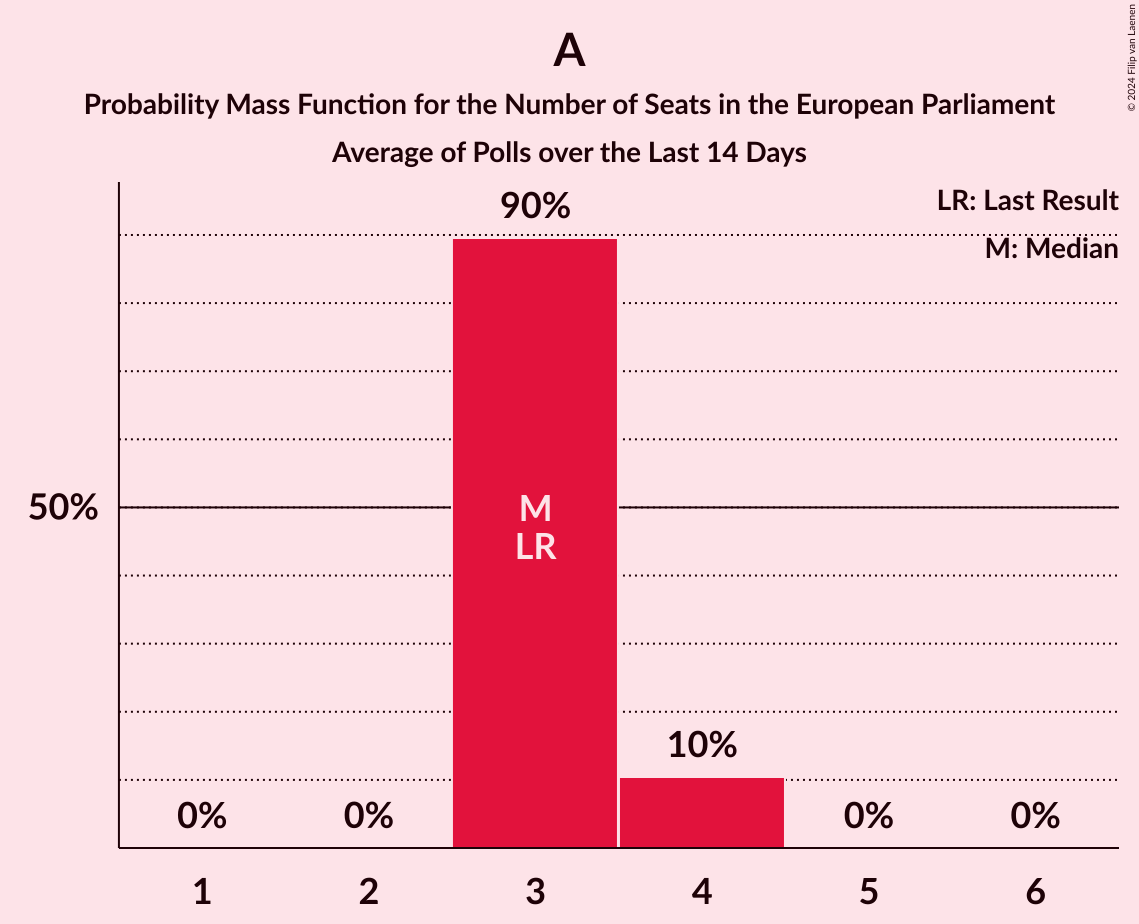 A
Probability Mass Function for the Number of Seats in the European Parliament
Average of Polls over the Last 14 Days
© 2024 Filip van Laenen
LR: Last Result
M: Median
90%
50%
M
LR
10%
0%
0%
0%
0%
1
2
3
4
5
6